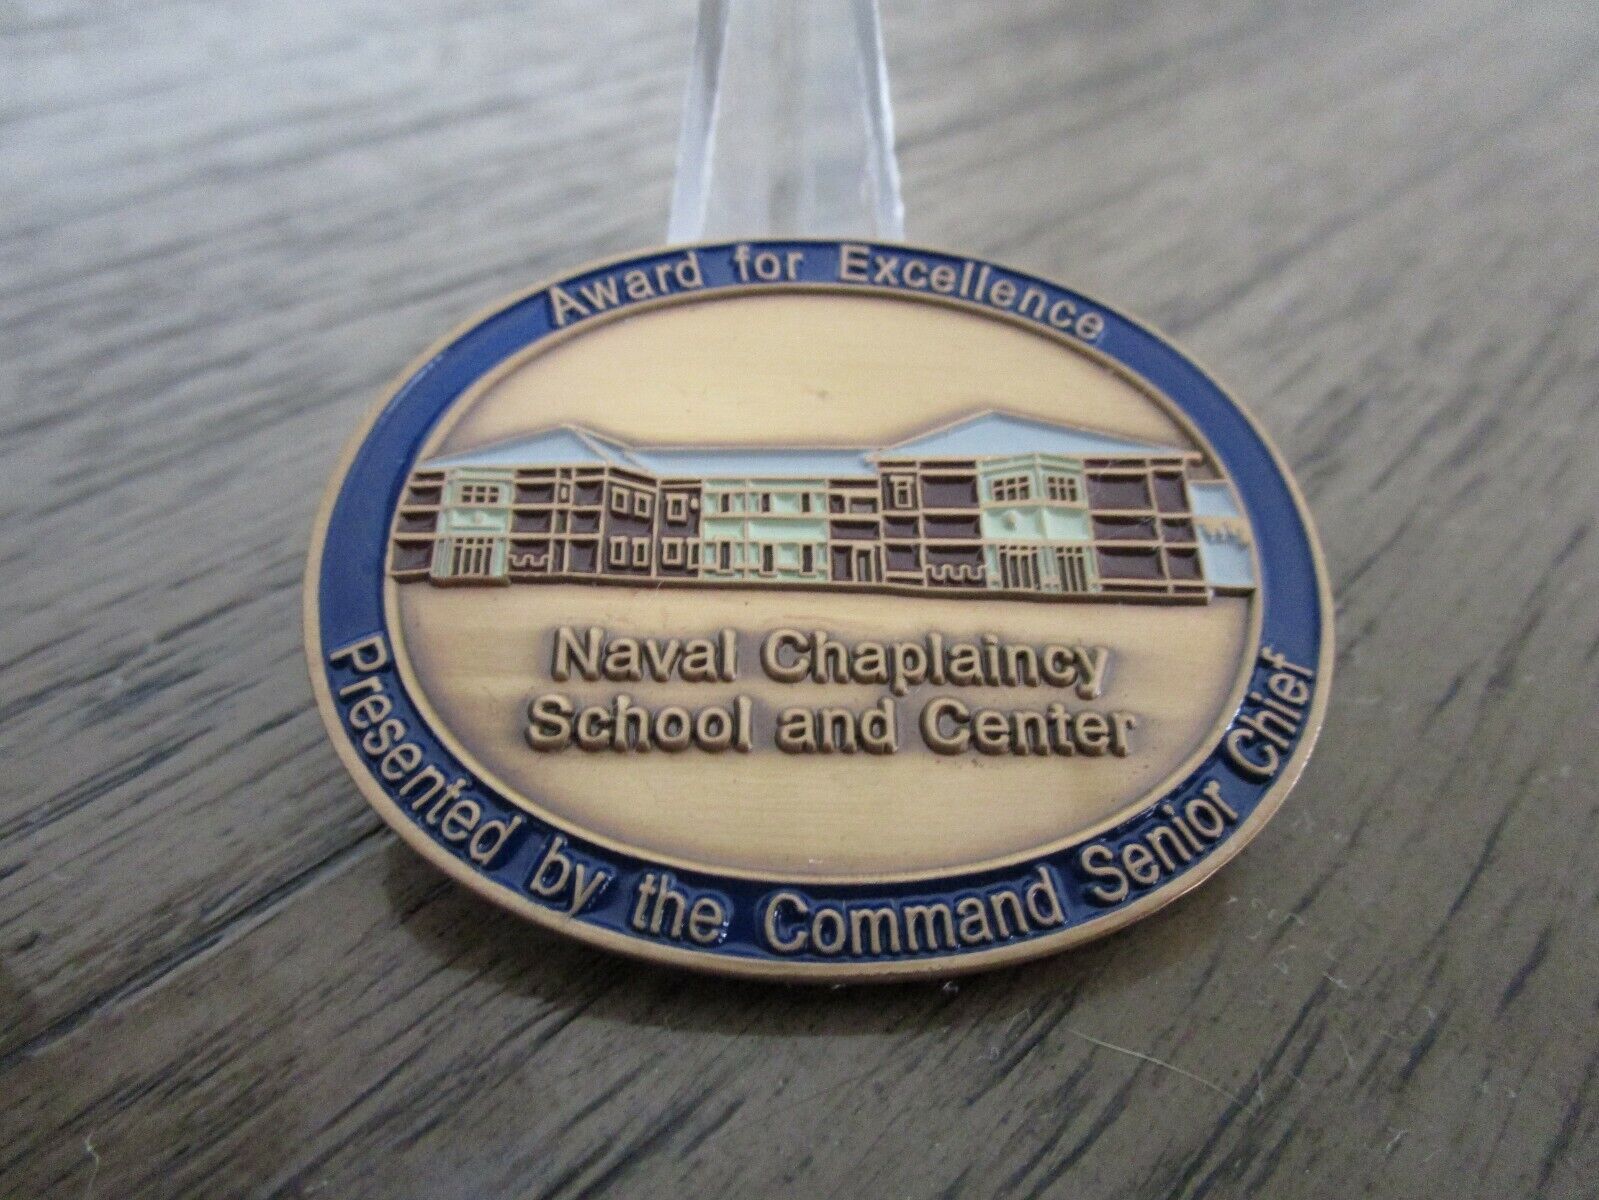 Award for Excellence
Naval Chaplaincy
School and Center
Presented by the Command Senior Chief